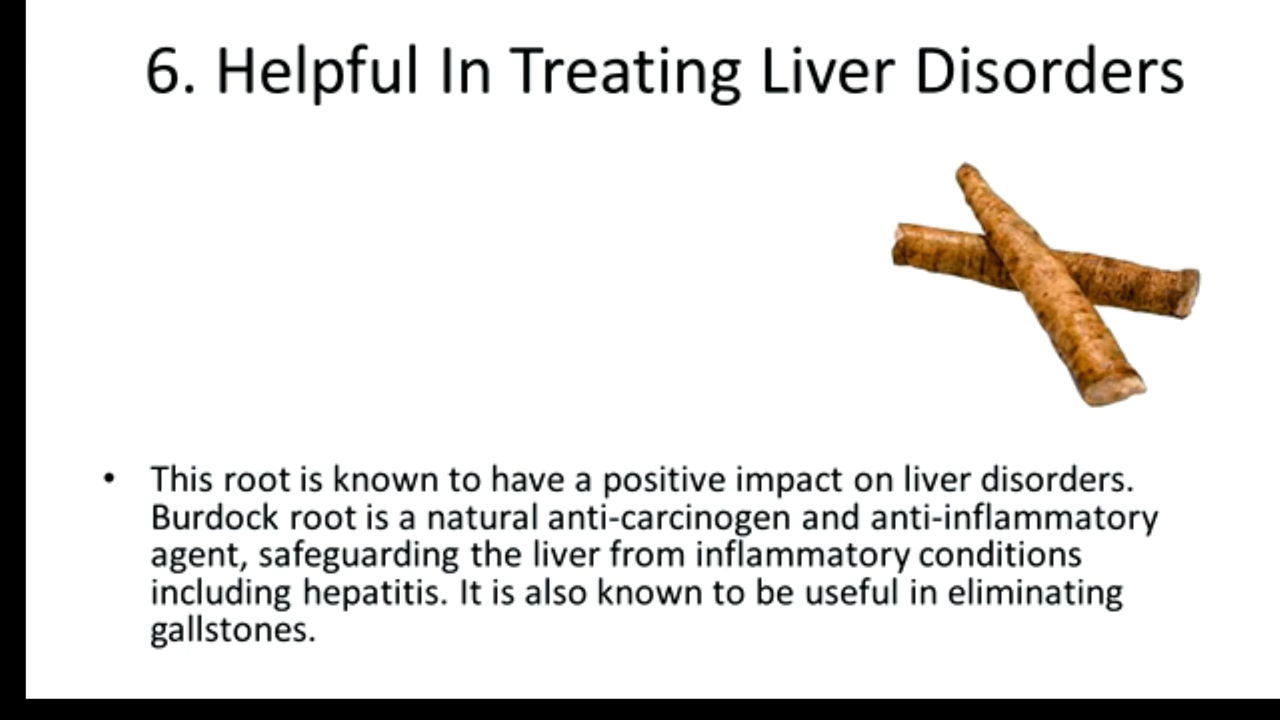 6. Helpful In Treating Liver Disorders
• This root is known to have a positive impact on liver disorders.
Burdock root is a natural anti-carcinogen and anti-inflammatory
agent, safeguarding the liver from inflammatory conditions
including hepatitis. It is also known to be useful in eliminating
gallstones.